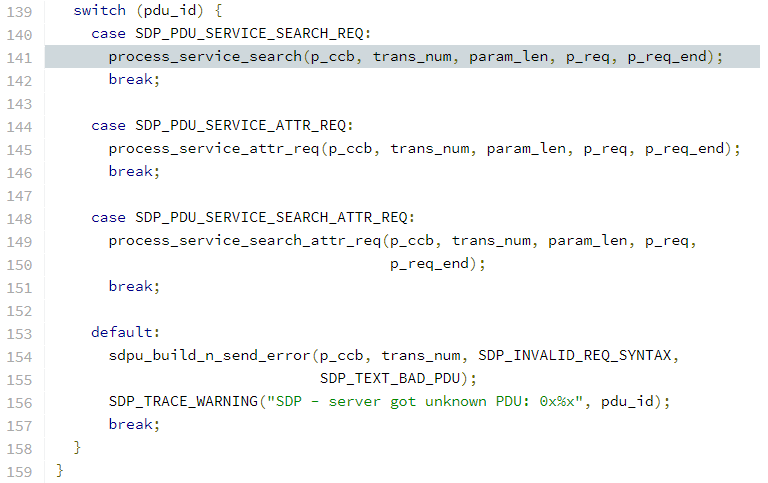 139 switch (pdu_id) {
140 case SDP_PDU_SERVICE_SEARCH_REQ:
141 process_service_search(p_ccb, trans_num, param_len, p_req, p_req_end);
142 break;
143
144 case SDP_PDU_SERVICE_ATTR_REQ:
145 process_service_attr_req(p_ccb, trans_num, param_len, p_req, p_req_end);
146 break;
147
148 case SDP_PDU_SERVICE_SEARCH_ATTR_REQ:
149 process_service_search_attr_req(p_ccb, trans_num, param_len, p_req,
150 p_req_end);
151 break;
152
153 default:
154 sdpu_build_n_send_error(p_ccb, trans_num, SDP_INVALID_REQ_SYNTAX,
155 SDP_TEXT_BAD_PDU);
156 SDP_TRACE_WARNING("SDP - server got unknown PDU: 0x%x", pdu_id);
157 break;
158 }
159 }